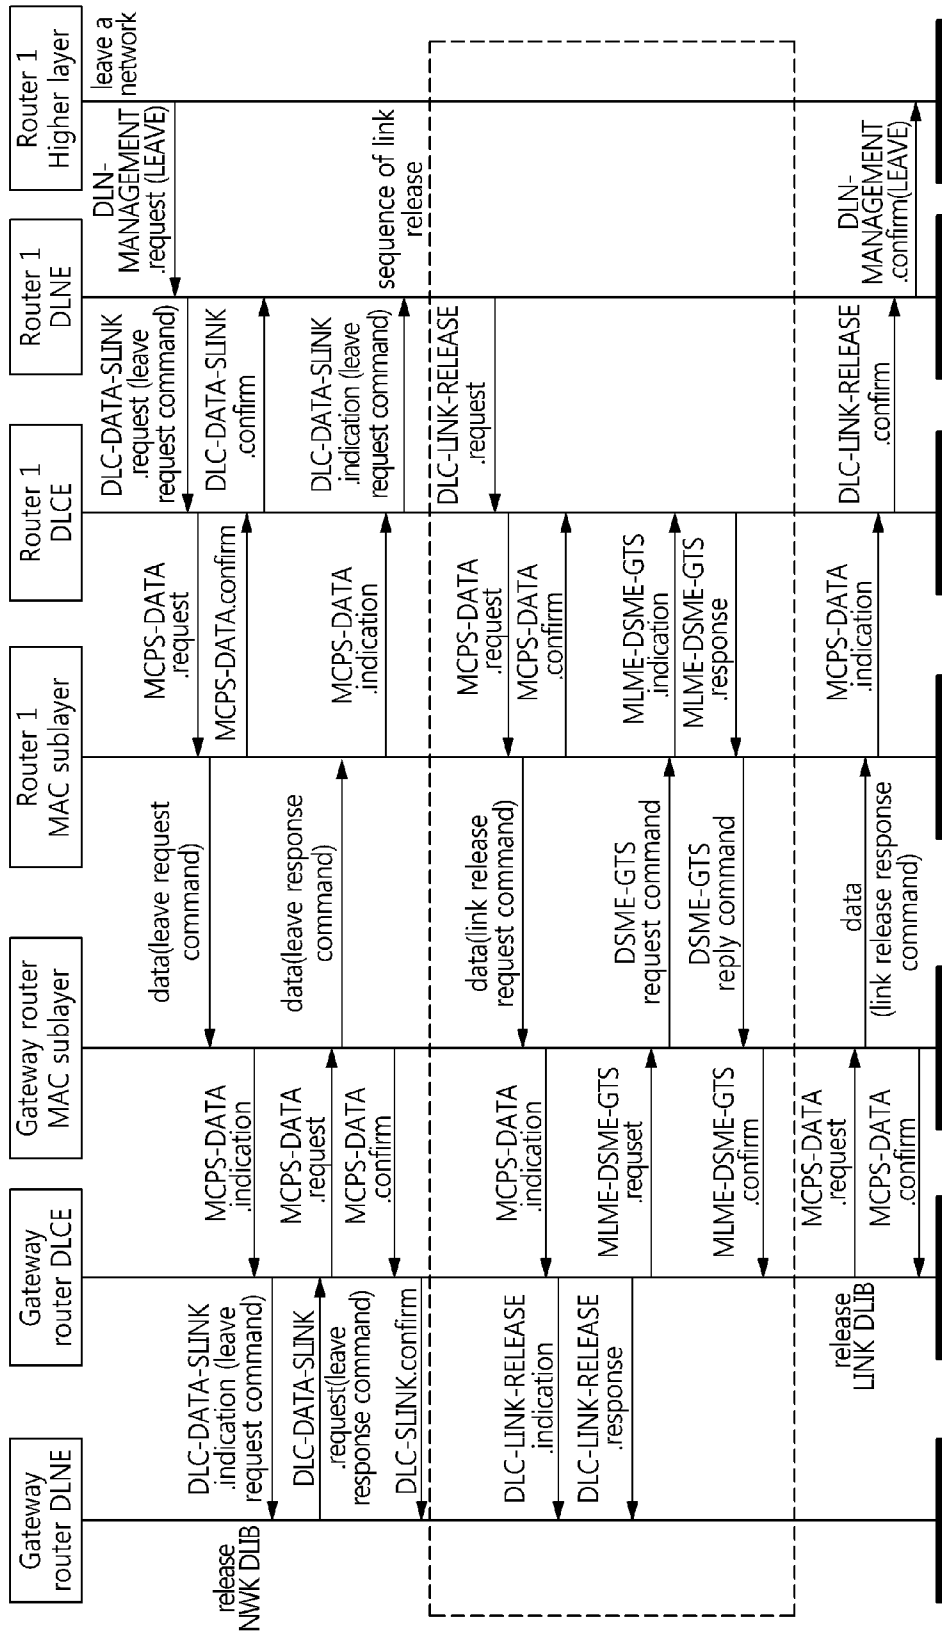 Gateway
router DLNE
Gateway
router DLCE
Gateway router
MAC sublayer
Router 1
MAC sublayer
Router 1
DLCE
Router 1
DLNE
Router 1
Higher layer
leave a
network
DLN-
MANAGEMENT
.request (LEAVE)
DLC-DATA-SLINK
.request (leave
request command)
MCPS-DATA
.request
data(leave request
command)
MCPS-DATA.confirm
DLC-DATA-SLINK
.confirm
MCPS-DATA
.indication
DLC-DATA-SLINK
.indication (leave
request command)
release
NWK DLIB
DLC-DATA-SLINK
.request(leave
response command)
MCPS-DATA
.request
data(leave response
command)
MCPS-DATA
.indication
DLC-DATA-SLINK
.indication (leave
request command)
MCPS-DATA
.confirm
DLC-SLINK.confirm
sequence of link
release
DLC-LINK-RELEASE
.request
MCPS-DATA
.request
data(link release
request command)
MCPS-DATA
.confirm
MCPS-DATA
.indication
DLC-LINK-RELEASE
.indication
DLC-LINK-RELEASE
.response
MLME-DSME-GTS
.requset
DSME-GTS
request command
MLME-DSME-GTS
.indication
MLME-DSME-GTS
.response
DSME-GTS
reply command
MLME-DSME-GTS
.confirm
release
LINK DLIB
MCPS-DATA
.request
data
(link release response
command)
MCPS-DATA
.indication
MCPS-DATA
.confirm
DLC-LINK-RELEASE
.confirm
DLN-
MANAGEMENT
.confirm(LEAVE)